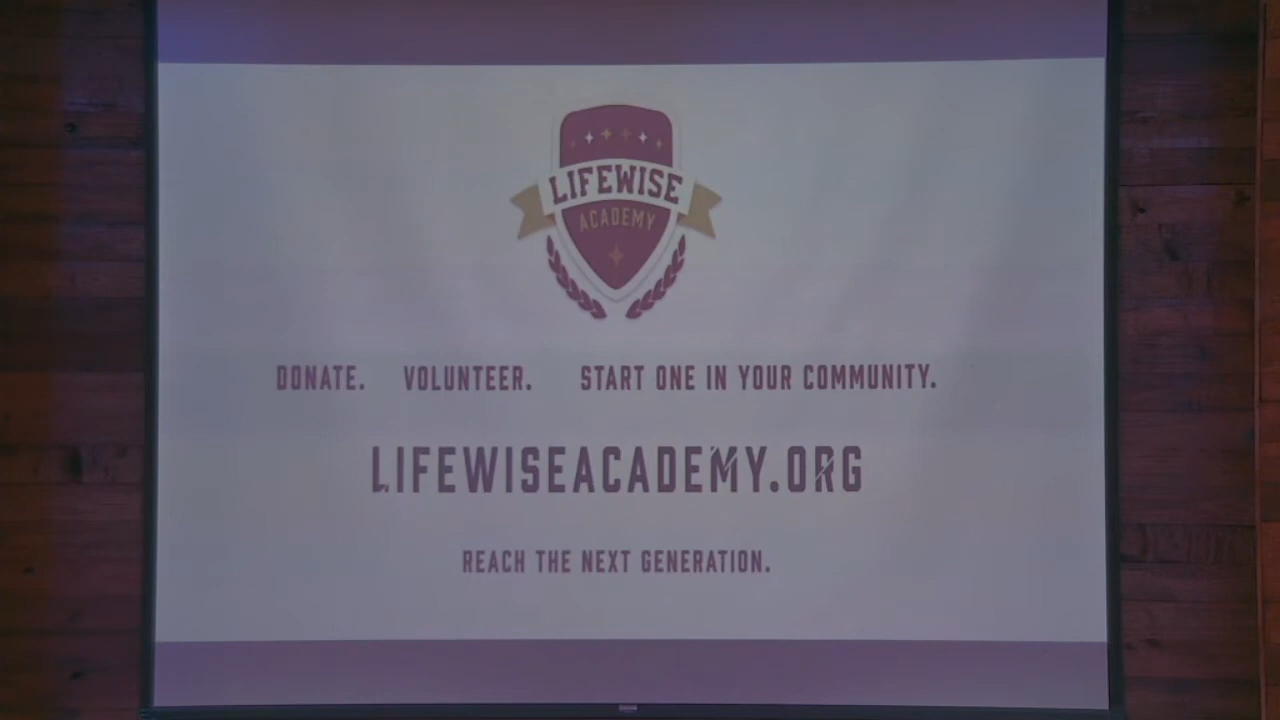 LIFEWISE
ACADEMY
DONATE. VOLUNTEER. START ONE IN YOUR COMMUNITY.
LIFEWISEACADEMY.ORG
REACH THE NEXT GENERATION.